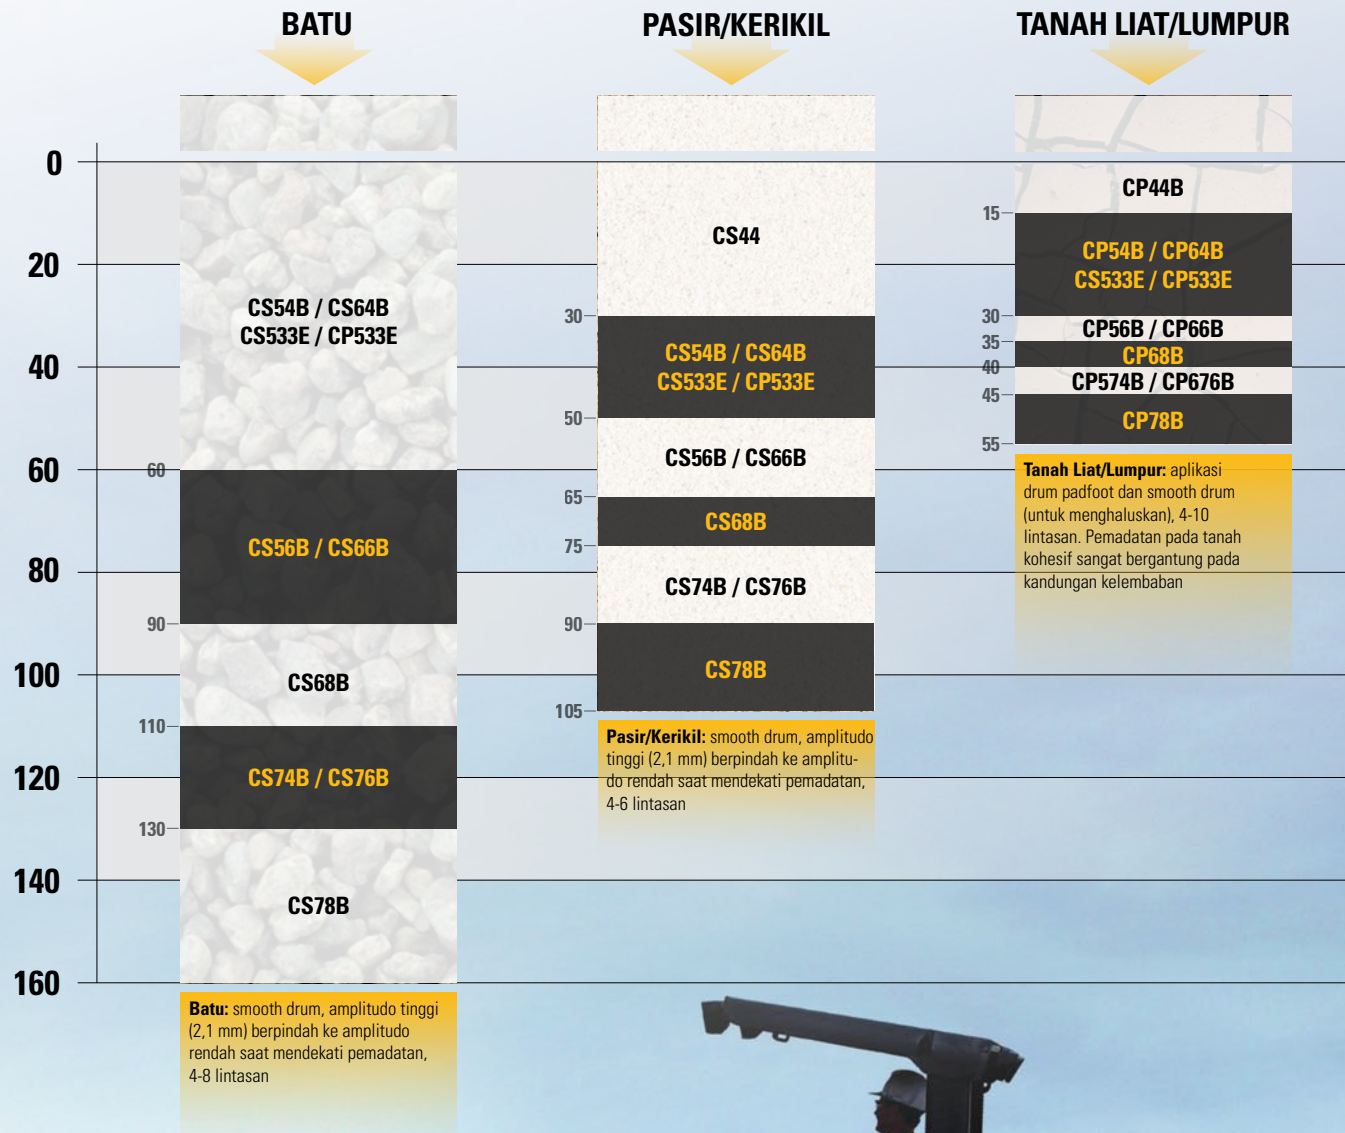 BATU
PASIR/KERIKIL
TANAH LIAT/LUMPUR
0
20
40
60
80
100
120
140
160
CS54B / CS64B
CS533E / CP533E
60
CS56B / CS66B
90
CS68B
110
CS74B / CS76B
130
CS78B
Batu: smooth drum, amplitudo tinggi
(2,1 mm) berpindah ke amplitudo
rendah saat mendekati pemadatan,
4-8 lintasan
CS44
30
CS54B / CS64B
CS533E / CP533E
50
CS56B / CS66B
65
CS68B
75
CS74B / CS76B
90
CS78B
105
Pasir/Kerikil: smooth drum, amplitudo
tinggi (2,1 mm) berpindah ke amplitu-
do rendah saat mendekati pemadatan,
4-6 lintasan
CP44B
15
CP54B / CP64B
CS533E / CP533E
30
CP56B / CP66B
35
CP68B
40
CP574B / CP676B
45
CP78B
55
Tanah Liat/Lumpur: aplikasi
drum padfoot dan smooth drum
(untuk menghaluskan), 4-10
lintasan. Pemadatan pada tanah
kohesif sangat bergantung pada
kandungan kelembaban